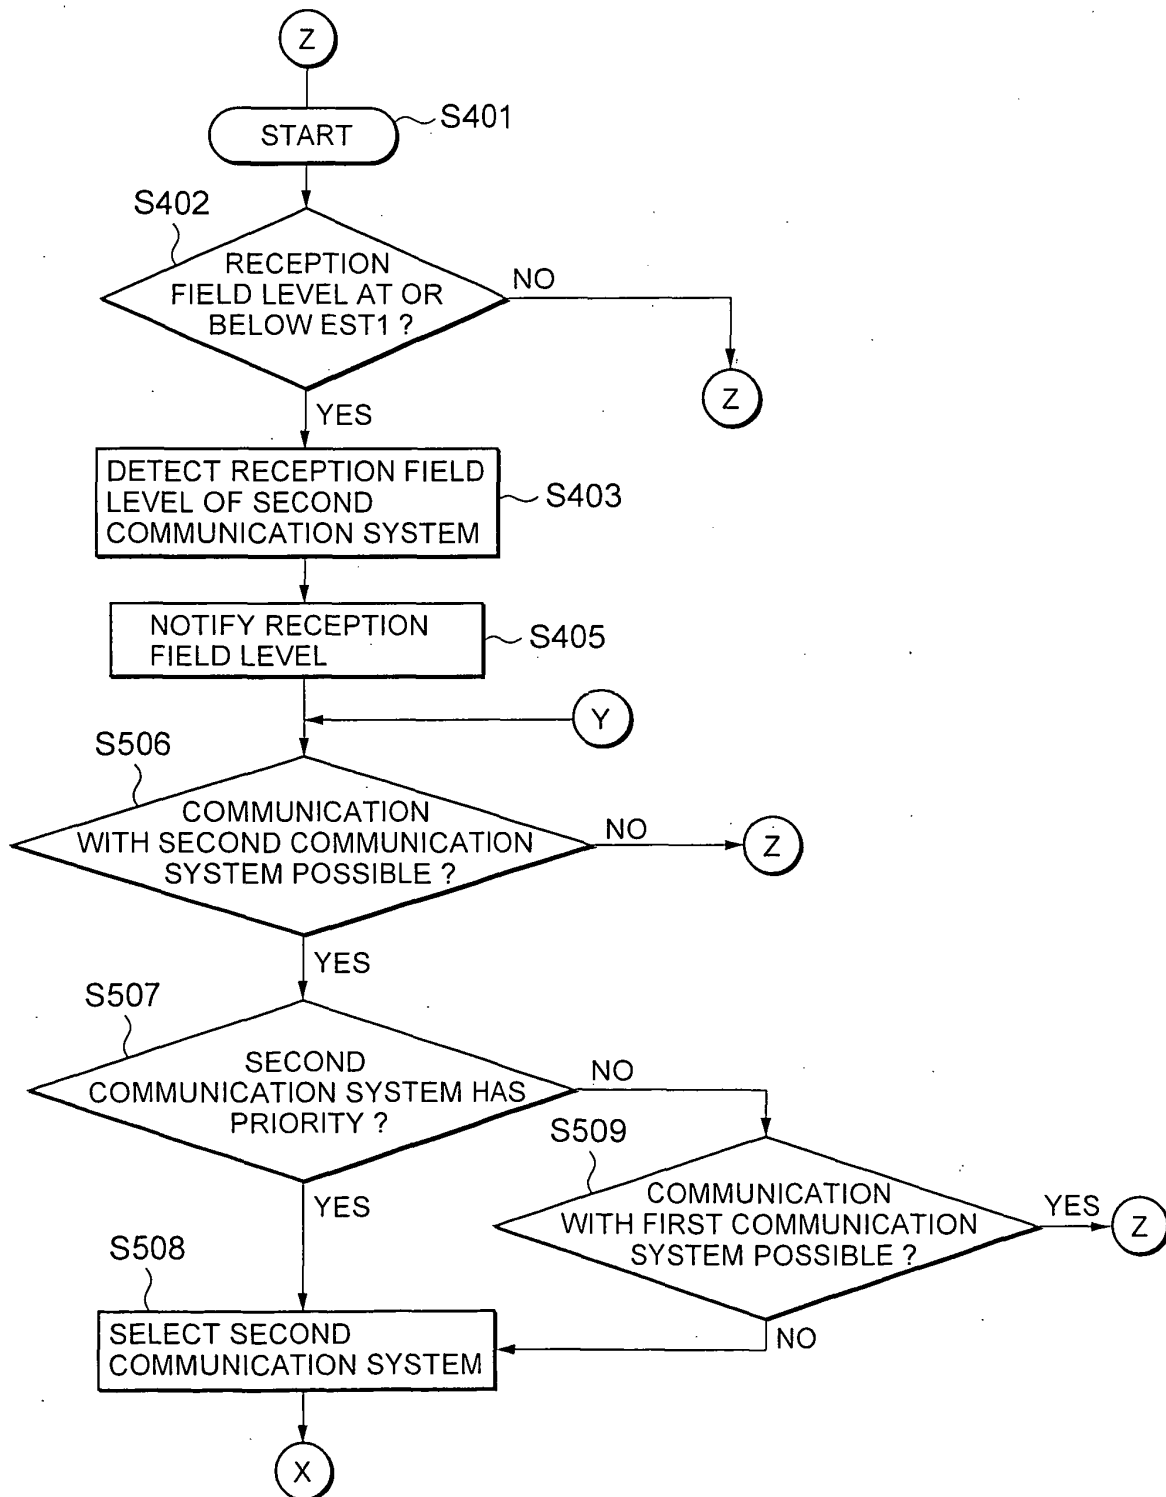 Z
START
S401
S402
RECEPTION
FIELD LEVEL AT OR
BELOW EST1 ?
NO
Z
YES
DETECT RECEPTION FIELD
LEVEL OF SECOND
COMMUNICATION SYSTEM
S403
NOTIFY RECEPTION
FIELD LEVEL
S405
Y
S506
COMMUNICATION
WITH SECOND COMMUNICATION
SYSTEM POSSIBLE ?
NO
Z
YES
S507
SECOND
COMMUNICATION SYSTEM HAS
PRIORITY ?
NO
S509
COMMUNICATION
WITH FIRST COMMUNICATION
SYSTEM POSSIBLE ?
YES
Z
YES
S508
SELECT SECOND
COMMUNICATION SYSTEM
NO
X